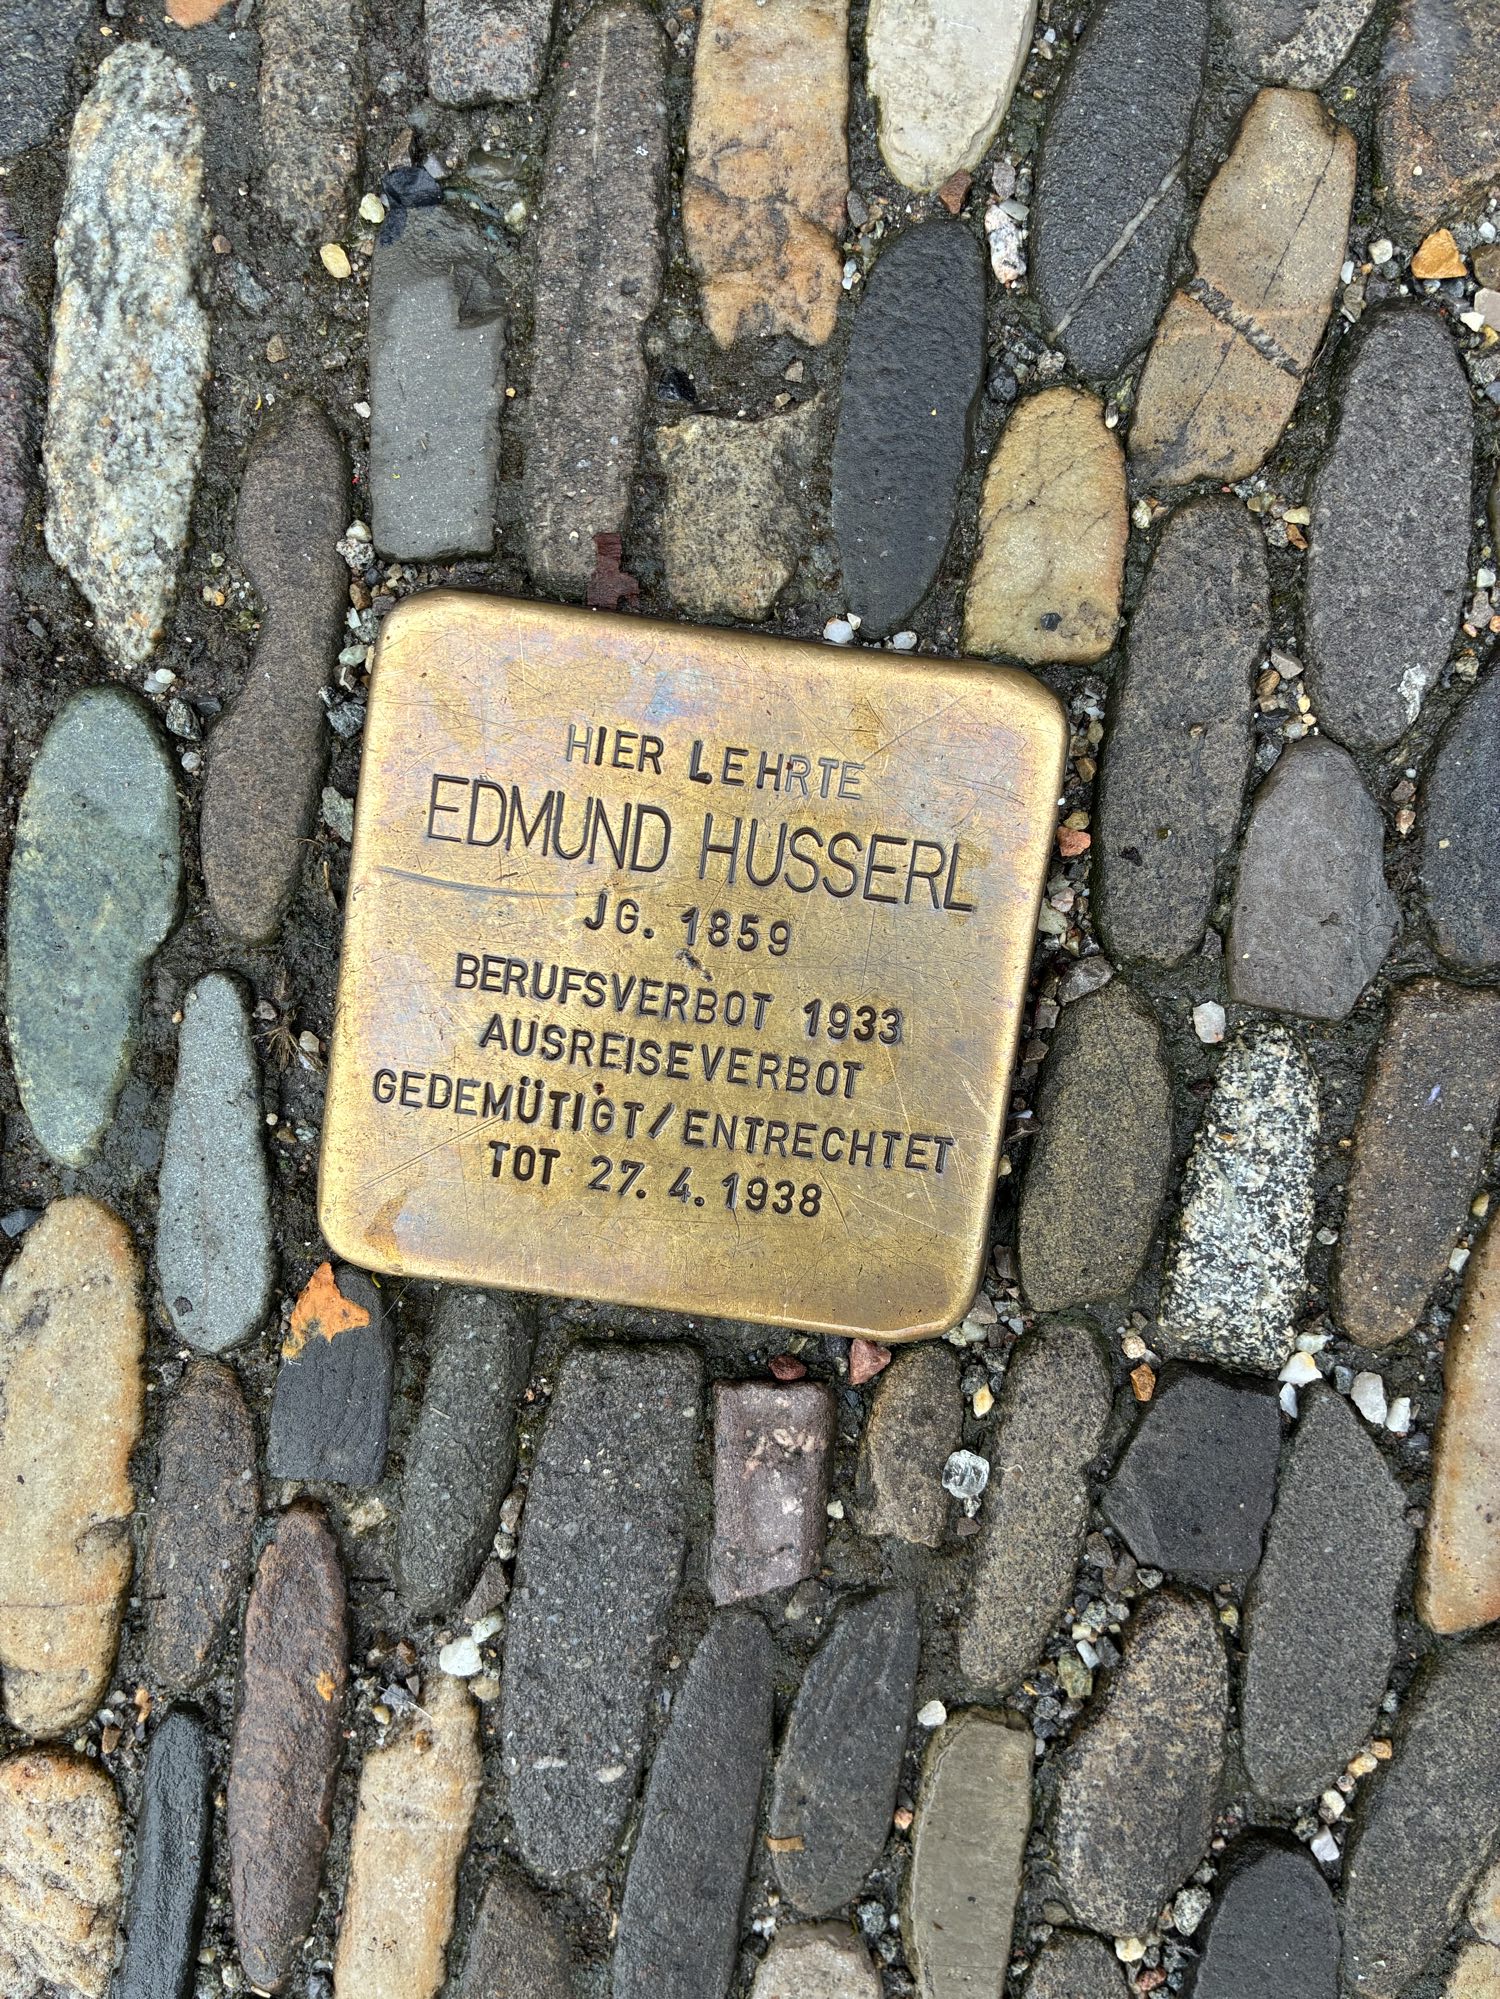 HIER LEHRTE
EDMUND HUSSERL
JG. 1859
BERUFSVERBOT 1933
AUSREISEVERBOT
GEDEMÜTIGT/ENTRECHTET
TOT 27. 4. 1938